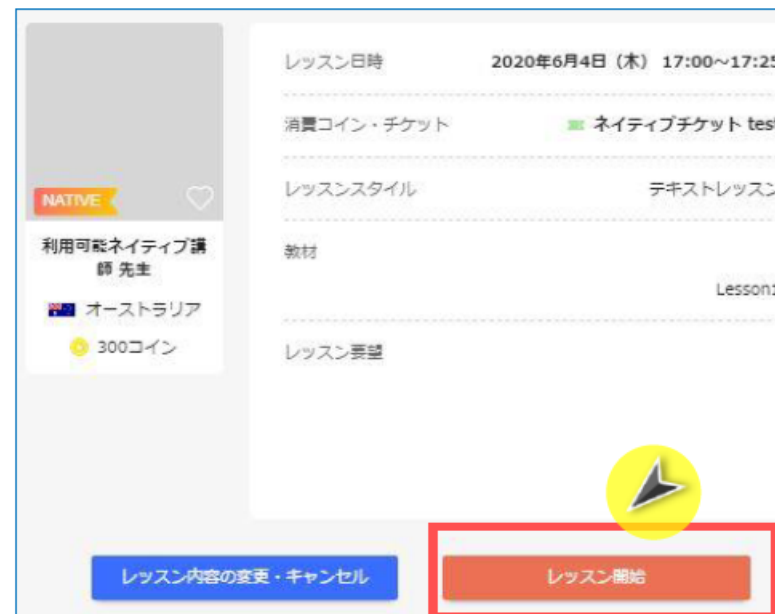 NATIVE
利用可能ネイティブ講
師 先生
オーストラリア
300コイン
レッスン日時
2020年6月4日（木） 17:00～17:25
消費コイン・チケット
ネイティブチケット test
レッスンスタイル
テキストレッスン
教材
Lesson1
レッスン要望
レッスン内容の変更・キャンセル
レッスン開始